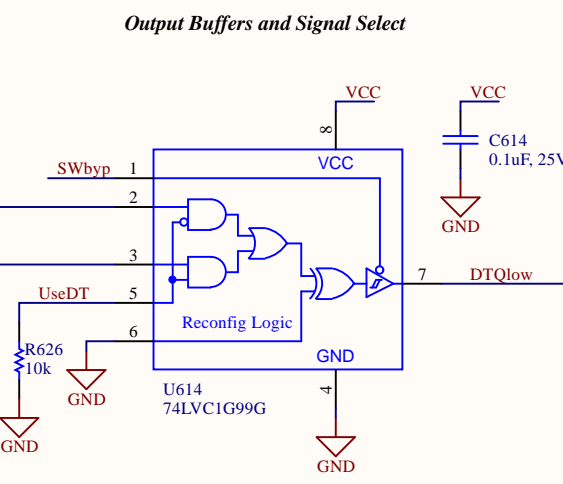 Output Buffers and Signal Select
VCC
VCC
8
C614
0.1uF, 25V
VCC
SWbyp
1
2
GND
3
7
DTQlow
UseDT
5
Reconfig Logic
6
R626
10k
GND
GND
U614
74LVC1G99G
4
GND
GND